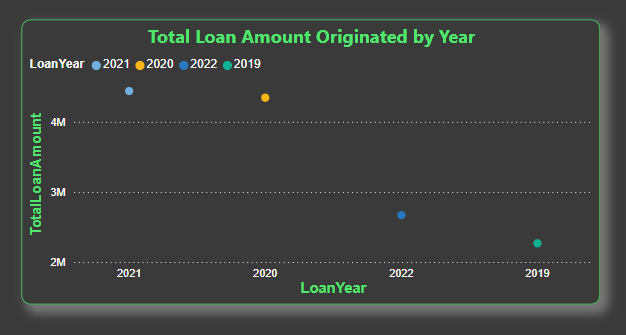 Total Loan Amount Originated by Year
LoanYear 2021 2020 2022 2019
TotalLoanAmount
4M
3M
2M
2021 2020 2022 2019
LoanYear